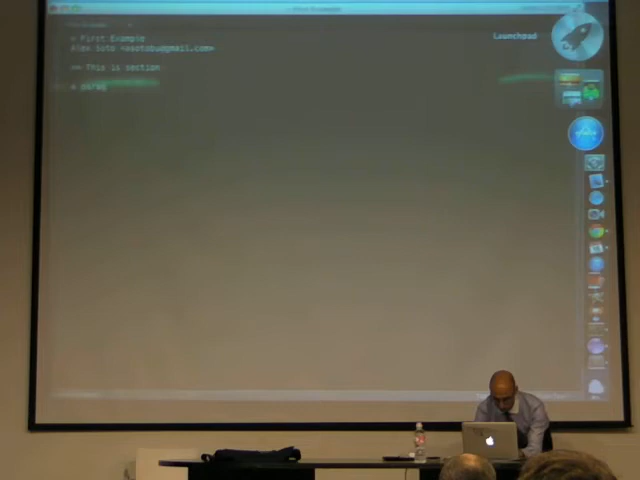 = First Example
Alex Soto <asotobu@gmail.com>
== This is section
Launchpad